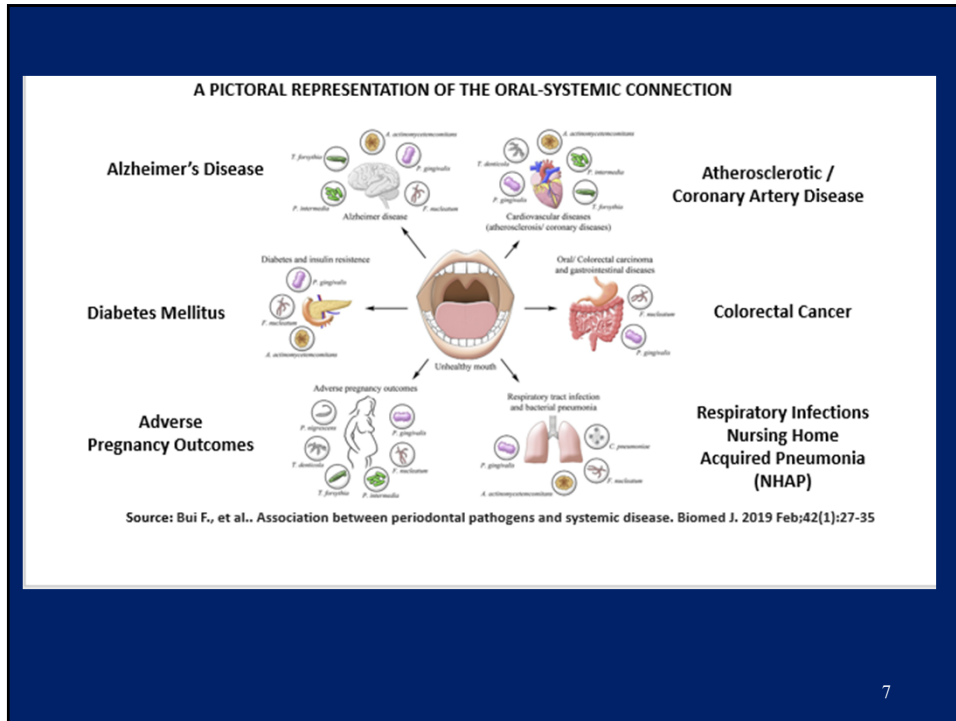 A PICTORAL REPRESENTATION OF THE ORAL-SYSTEMIC CONNECTION
Alzheimer's Disease
A. actinomycetemcomitans
T. forsythia
P. gingivalis
P. intermedia
F. nucleatum
Alzheimer disease
A. actinomycetemcomitans
T. denticola
P. intermedia
P. gingivalis
T. forsythia
Cardiovascular diseases
(atherosclerosis/ coronary diseases)
Atherosclerotic /
Coronary Artery Disease
Diabetes Mellitus
Diabetes and insulin resistence
P. gingivalis
F. nucleatum
A. actinomycetemcomitans
Unhealthy mouth
Oral/ Colorectal carcinoma
and gastrointestinal diseases
F. nucleatum
P. gingivalis
Colorectal Cancer
Adverse
Pregnancy Outcomes
Adverse pregnancy outcomes
P. nigrescens
P. gingivalis
T. denticola
F. nucleatum
T. forsythia
P. intermedia
Respiratory tract infection
and bacterial pneumonia
C. pneumoniae
P. gingivalis
F. nucleatum
A. actinomycetemcomitans
Respiratory Infections
Nursing Home
Acquired Pneumonia
(NHAP)
Source: Bui F., et al.. Association between periodontal pathogens and systemic disease. Biomed J. 2019 Feb;42(1):27-35
7